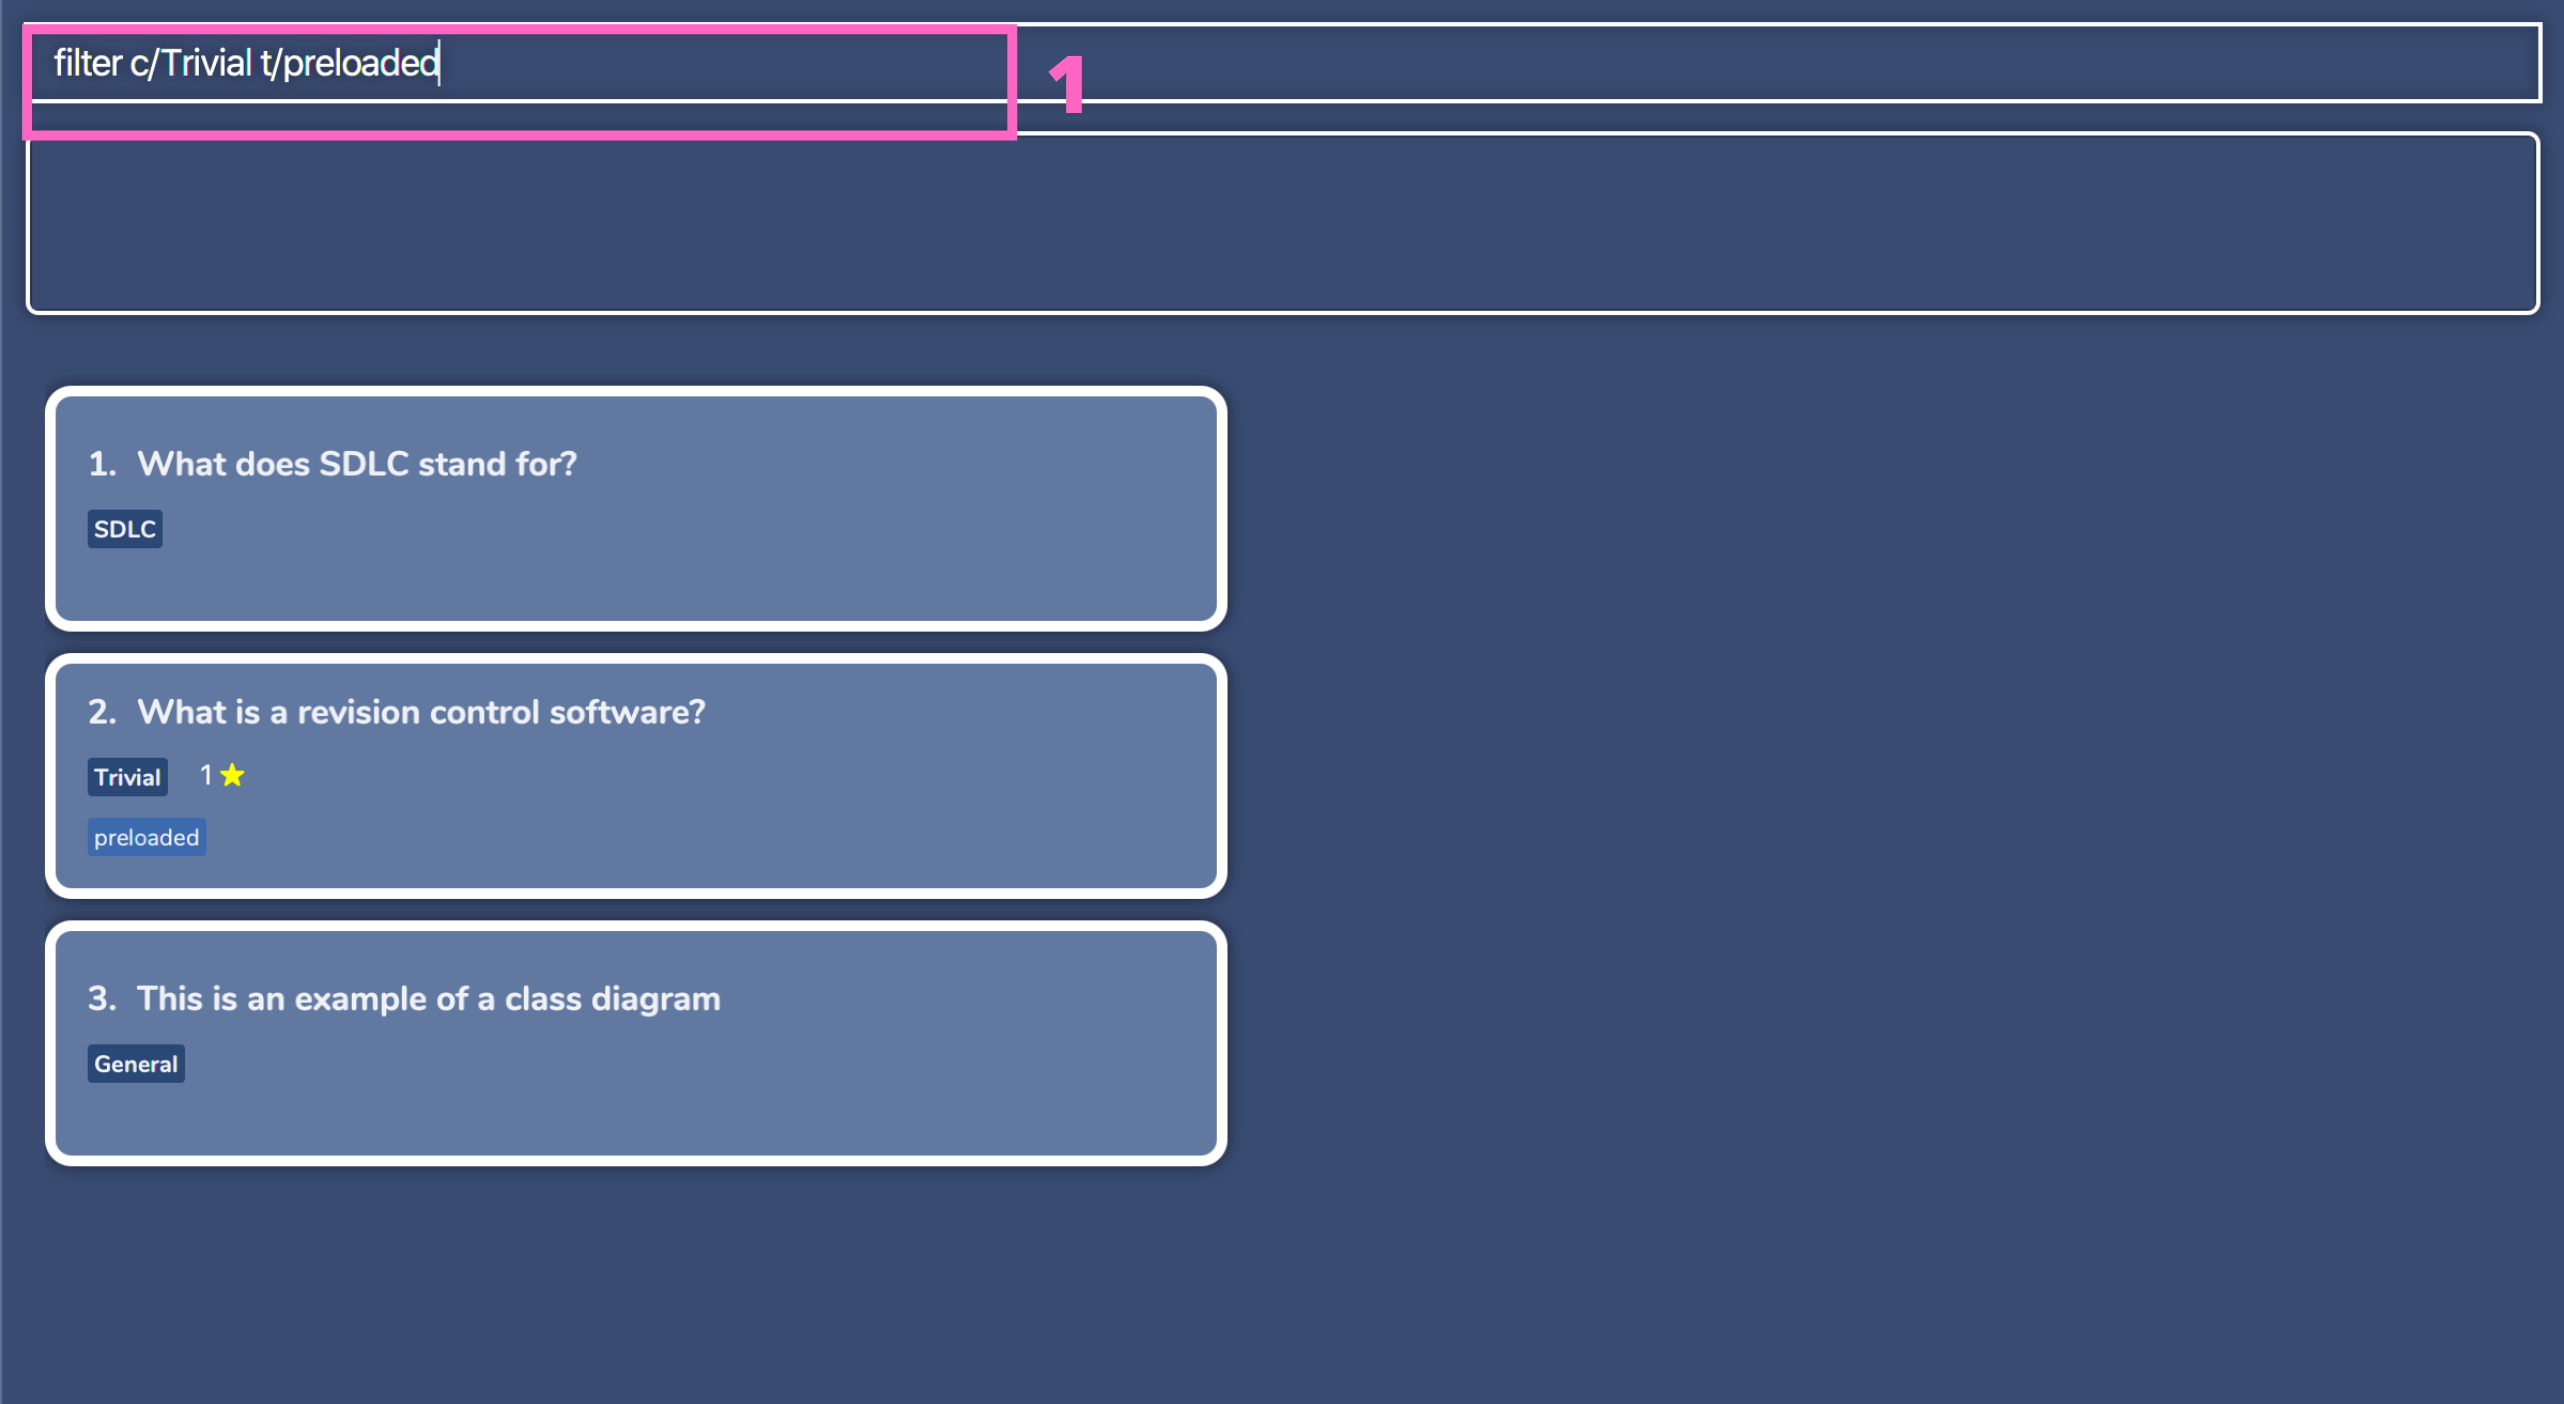 filter c/Trivial t/preloaded
1
1. What does SDLC stand for?
SDLC
2. What is a revision control software?
Trivial 1
preloaded
3. This is an example of a class diagram
General